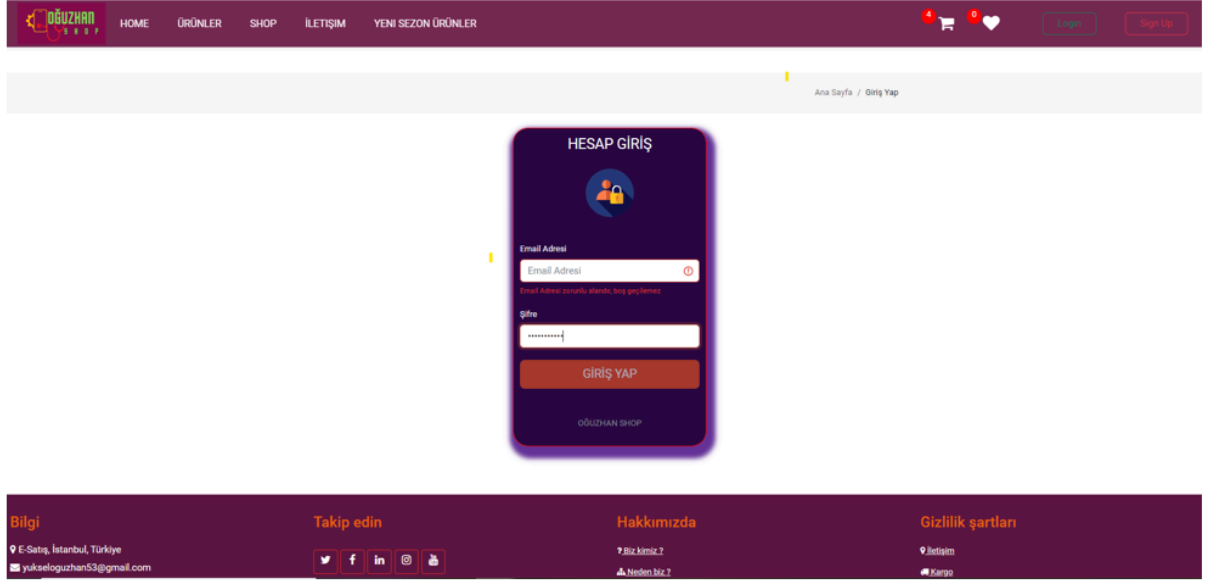 OĞUZHAN
SHOP
HOME ÜRÜNLER SHOP İLETIŞIM YENI SEZON ÜRÜNLER 4 0 Login Sign Up
Ana Sayfa / Giriş Yap
HESAP GİRİŞ
Email Adresi
Email Adresi
Email Adresi zorunlu alandır, boş geçilemez
Şifre
GİRİŞ YAP
OĞUZHAN SHOP
Bilgi Takip edin Hakkımızda Gizlilik şartları
E-Satış, İstanbul, Türkiye ? Biz kimiz ? İletişim
yukseloguzhan53@gmail.com Neden biz ? Kargo